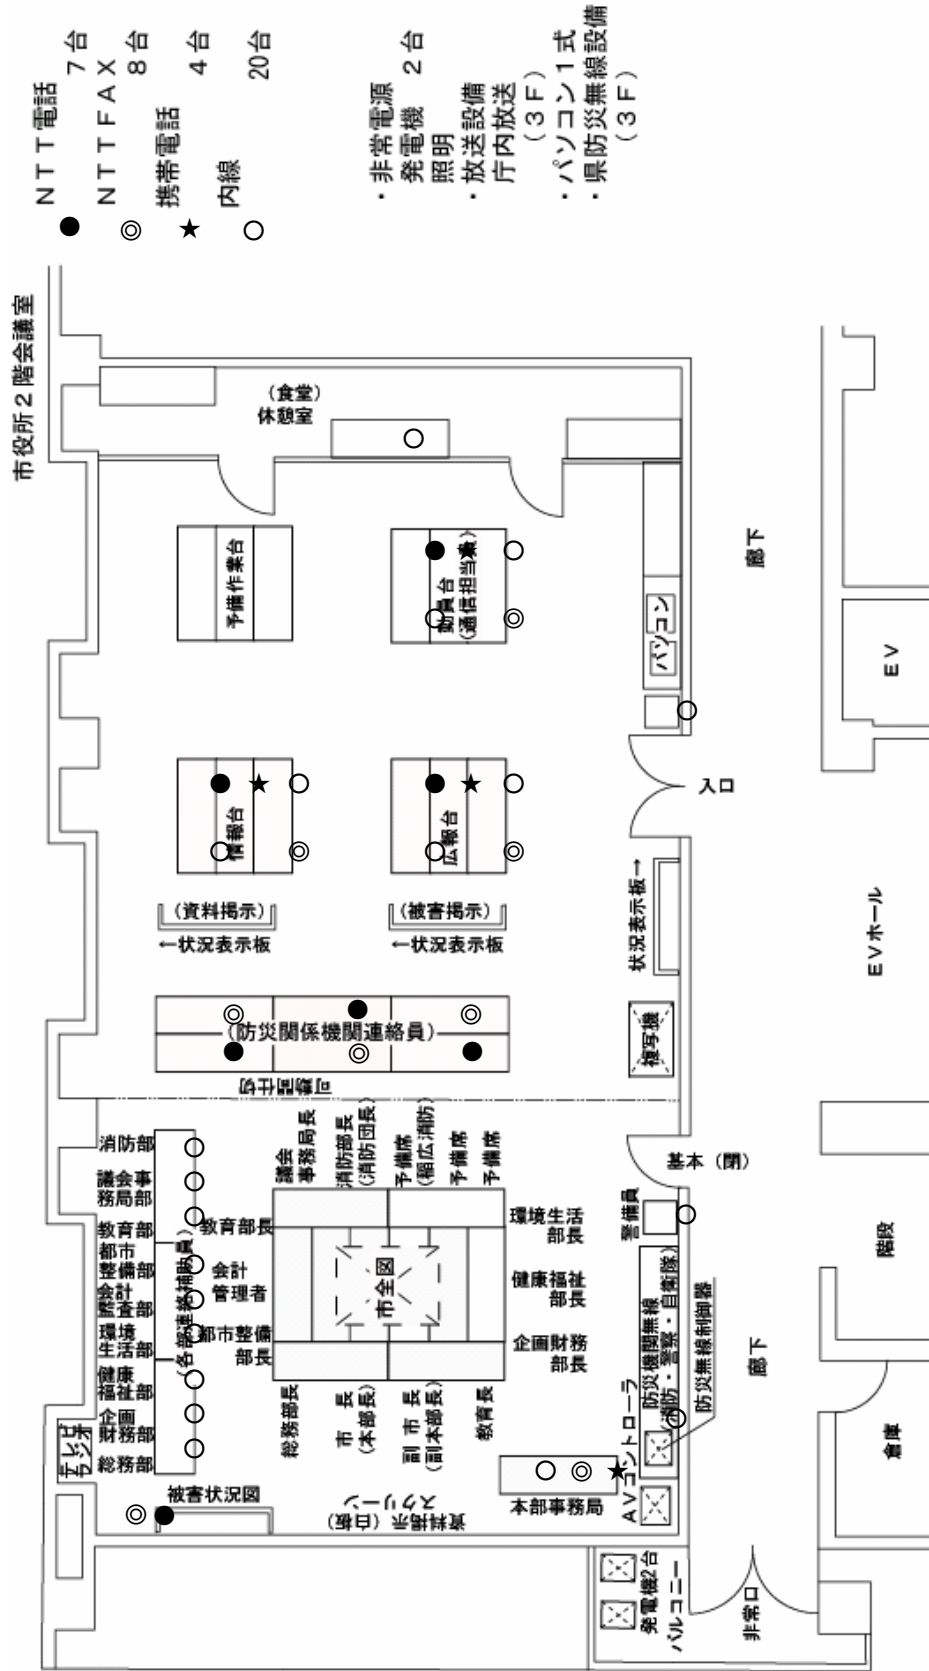 市役所２階会議室
ＮＴＴ電話
７台
ＮＴＴＦＡＸ
８台
携帯電話
４台
内線
20台
・非常電源
発電機　２台
照明
・放送設備
庁内放送
（３Ｆ）
・パソコン１式
・県防災無線設備
（３Ｆ）
（食堂）
休憩室
予備作業台
動員台
（通信担当兼）
パソコン
廊下
ＥＶ
情報台
広報台
入口
（資料掲示）
←状況表示板
（被害掲示）
←状況表示板
状況表示板→
ＥＶホール
（防災関係機関連絡員）
複写機
可動間仕切
消防部
議会事
務局部
教育部
都市
整備部
会計
監査部
環境
生活部
健康
福祉部
企画
財務部
総務部
（各部連絡補助員）
議会
事務局長
消防部長
（消防団長）
予備席
（稲広消防）
予備席
予備席
教育部長
会計
管理者
都市整備
部長
市全図
環境生活
部長
健康福祉
部長
企画財務
部長
総務部長
市　長
（本部長）
副市長
（副本部長）
教育長
基本（閉）
警備員
防災機関無線
（消防・警察・自衛隊）
防災無線制御器
階段
廊下
倉庫
テレビ
ラジオ
被害状況図
スクリーン
資料掲示（白板）
本部事務局
ＡＶコントローラ
発電機2台
バルコニー
非常口